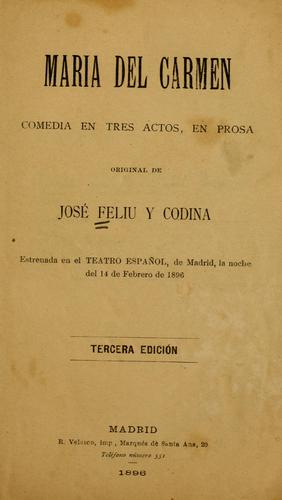 MARIA DEL CARMEN
COMEDIA EN TRES ACTOS, EN PROSA
ORIGINAL DE
JOSÉ FELIU Y CODINA
Estrenada en el TEATRO ESPAÑOL, de Madrid, la noche
del 14 de Febrero de 1896
TERCERA EDICIÓN
MADRID
R. Velasco, imp., Marqués de Santa Ana, 20
Teléfono número 551
1896